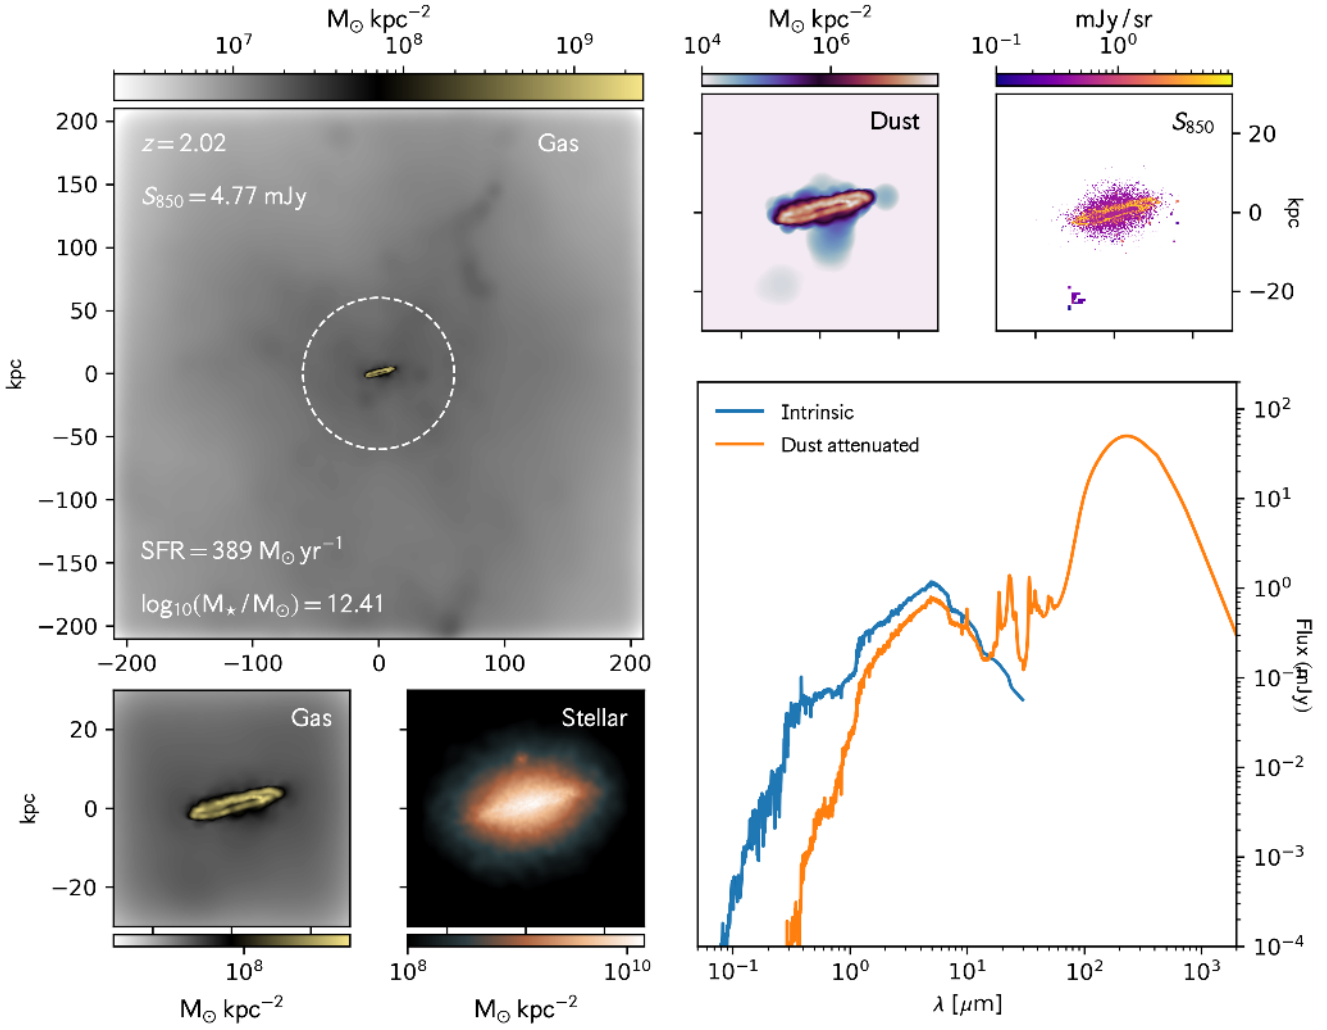 M⊙ kpc⁻²
10⁷ 10⁸ 10⁹
Gas
z = 2.02
S₈₅₀ = 4.77 mJy
SFR = 389 M⊙ yr⁻¹
log₁₀(M⋆/M⊙) = 12.41
200
150
100
50
0
−50
−100
−150
−200
kpc
−200 −100 0 100 200
M⊙ kpc⁻²
10⁴ 10⁶
Dust
mJy/sr
10⁻¹ 10⁰
S₈₅₀
20
0
−20
kpc
Gas
20
0
−20
kpc
10⁸
M⊙ kpc⁻²
Stellar
10⁸ 10¹⁰
M⊙ kpc⁻²
Intrinsic
Dust attenuated
10²
10¹
10⁰
10⁻¹
10⁻²
10⁻³
10⁻⁴
Flux (mJy)
10⁻¹ 10⁰ 10¹ 10² 10³
λ [μm]